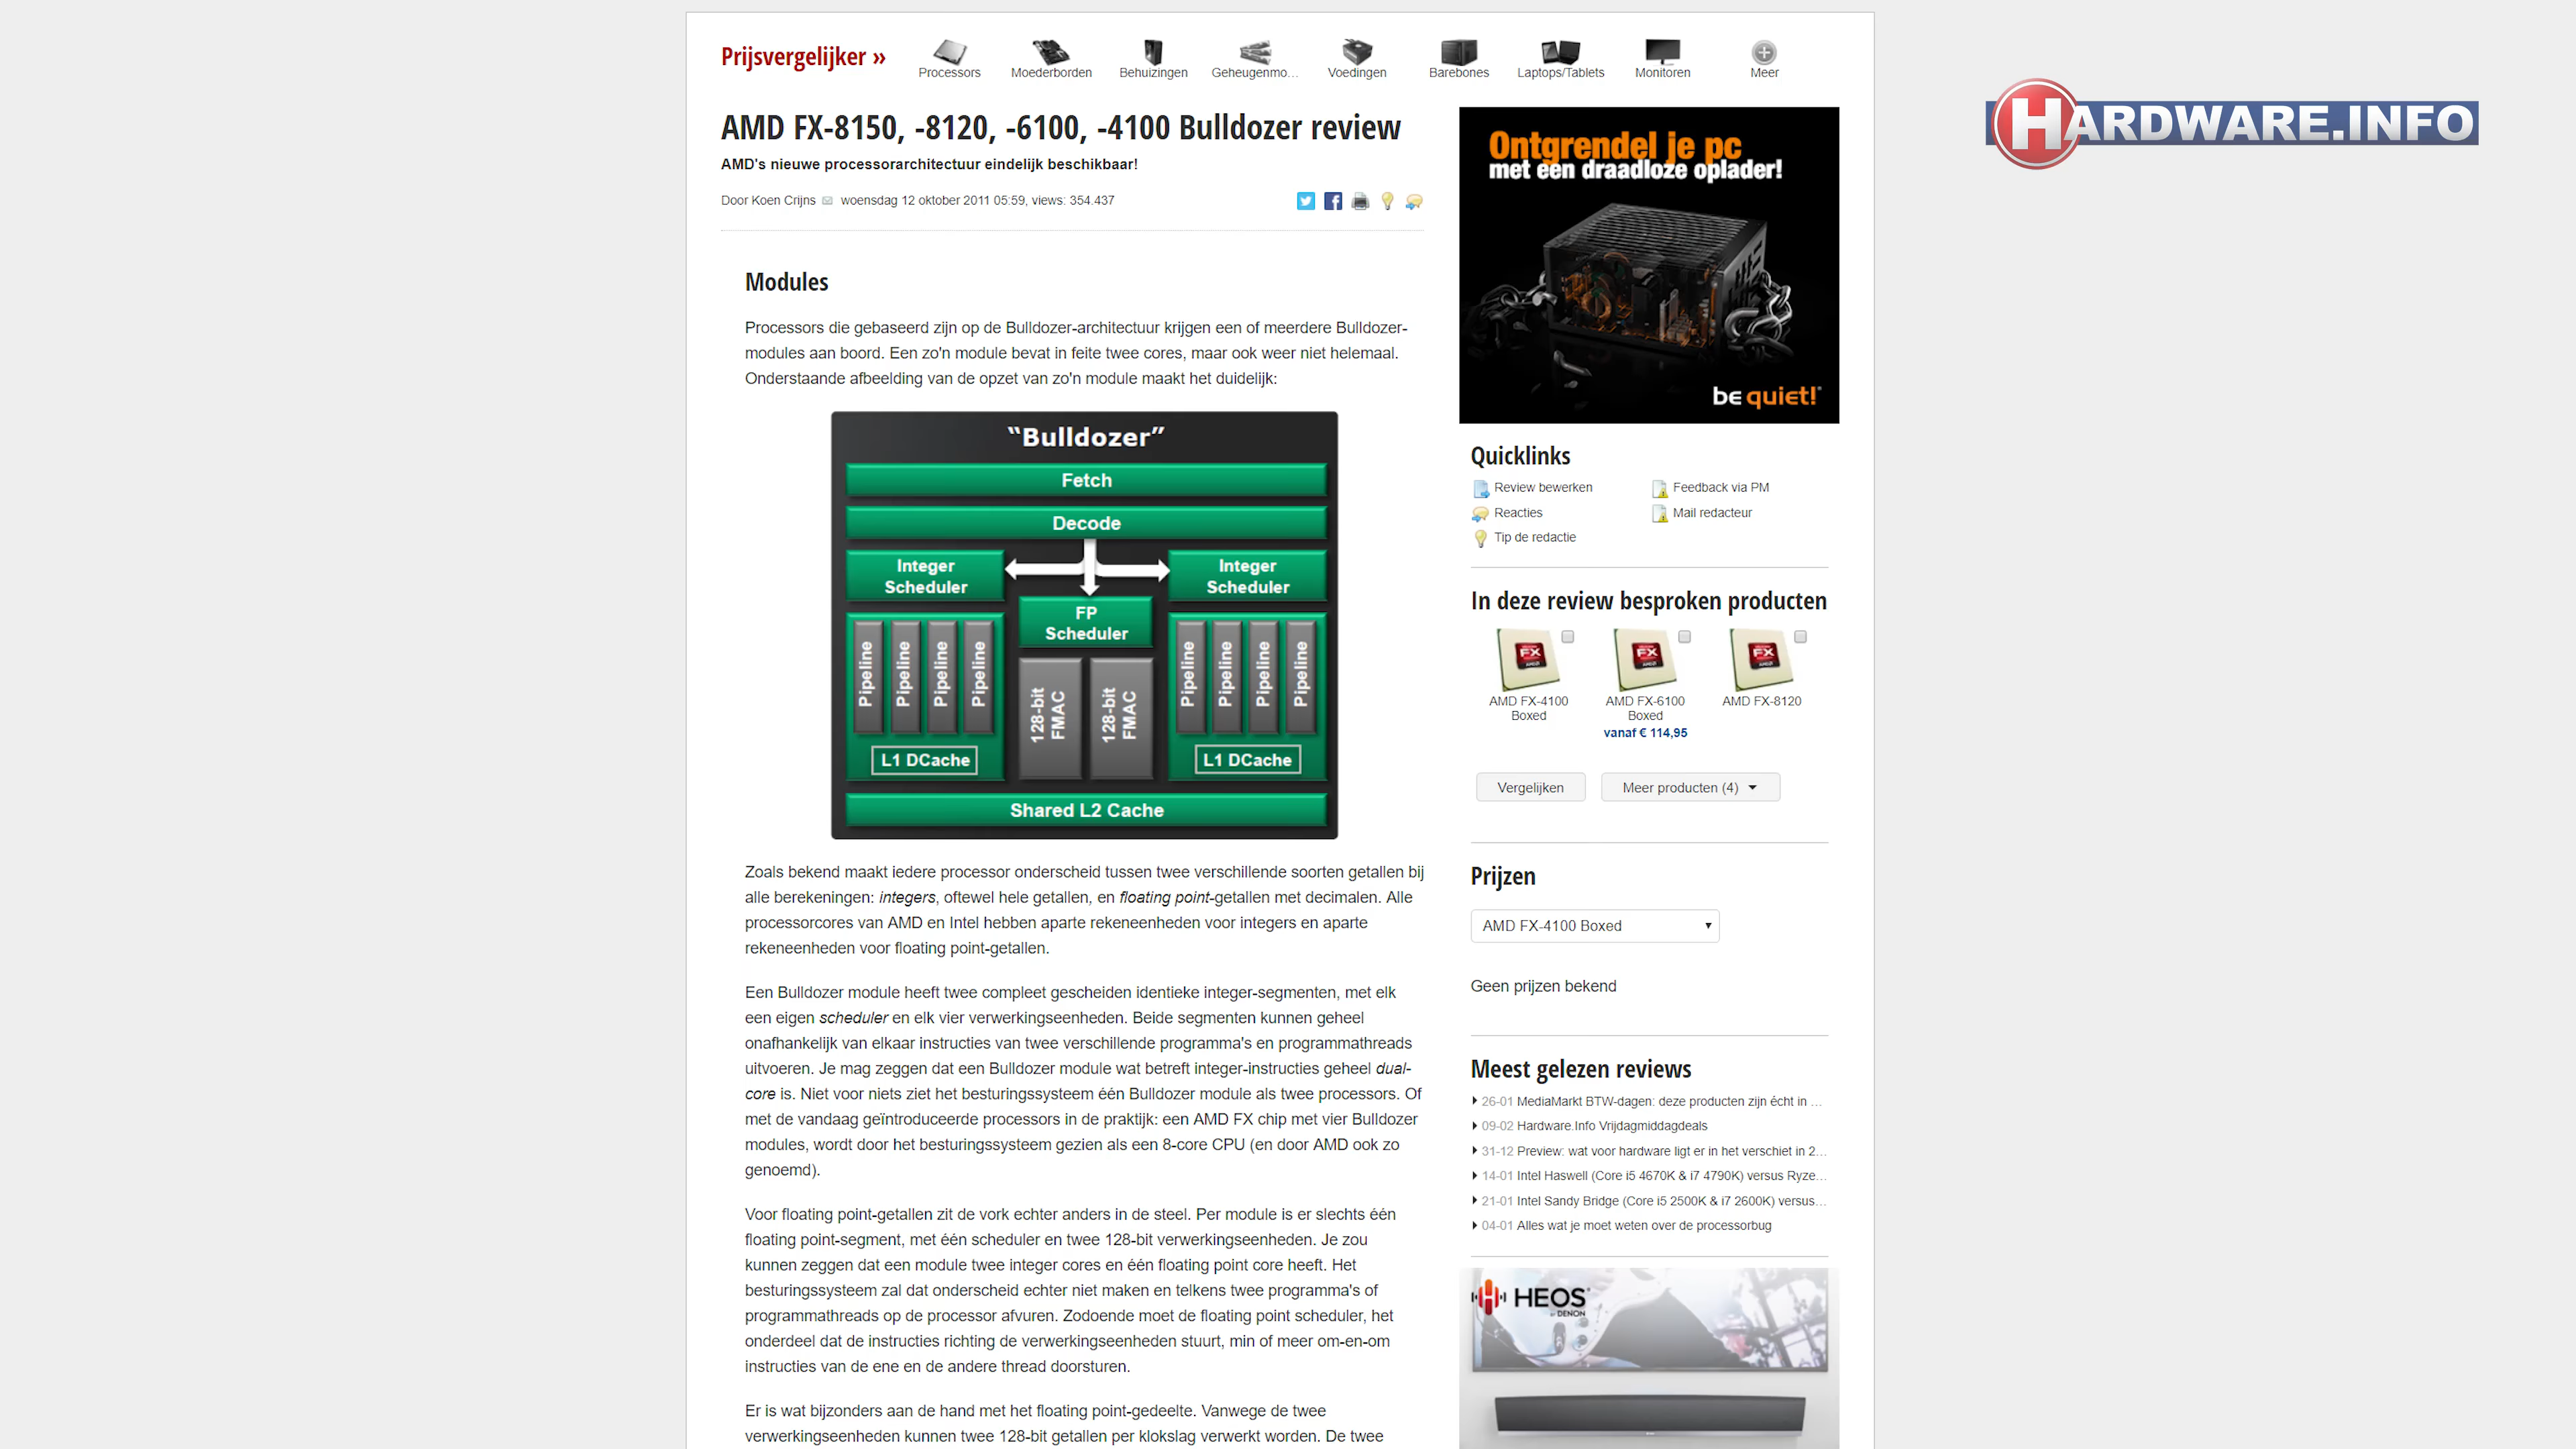 Prijsvergelijker »
Processors
Moederborden
Behuizingen
Geheugenmo...
Voedingen
Barebones
Laptops/Tablets
Monitoren
Meer
HARDWARE.INFO
AMD FX-8150, -8120, -6100, -4100 Bulldozer review
AMD's nieuwe processorarchitectuur eindelijk beschikbaar!
Door Koen Crijns woensdag 12 oktober 2011 05:59, views: 354.437
Modules
Processors die gebaseerd zijn op de Bulldozer-architectuur krijgen een of meerdere Bulldozer-
modules aan boord. Een zo'n module bevat in feite twee cores, maar ook weer niet helemaal.
Onderstaande afbeelding van de opzet van zo'n module maakt het duidelijk:
"Bulldozer"
Fetch
Decode
Integer
Scheduler
Integer
Scheduler
FP
Scheduler
Pipeline
Pipeline
Pipeline
Pipeline
128-bit
FMAC
128-bit
FMAC
Pipeline
Pipeline
Pipeline
Pipeline
L1 DCache
L1 DCache
Shared L2 Cache
Zoals bekend maakt iedere processor onderscheid tussen twee verschillende soorten getallen bij
alle berekeningen: integers, oftewel hele getallen, en floating point-getallen met decimalen. Alle
processorcores van AMD en Intel hebben aparte rekeneenheden voor integers en aparte
rekeneenheden voor floating point-getallen.
Een Bulldozer module heeft twee compleet gescheiden identieke integer-segmenten, met elk
een eigen scheduler en elk vier verwerkingseenheden. Beide segmenten kunnen geheel
onafhankelijk van elkaar instructies van twee verschillende programma's en programmathreads
uitvoeren. Je mag zeggen dat een Bulldozer module wat betreft integer-instructies geheel dual-
core is. Niet voor niets ziet het besturingssysteem één Bulldozer module als twee processors. Of
met de vandaag geïntroduceerde processors in de praktijk: een AMD FX chip met vier Bulldozer
modules, wordt door het besturingssysteem gezien als een 8-core CPU (en door AMD ook zo
genoemd).
Voor floating point-getallen zit de vork echter anders in de steel. Per module is er slechts één
floating point-segment, met één scheduler en twee 128-bit verwerkingseenheden. Je zou
kunnen zeggen dat een module twee integer cores en één floating point core heeft. Het
besturingssysteem zal dat onderscheid echter niet maken en telkens twee programma's of
programmathreads op de processor afvuren. Zodoende moet de floating point scheduler, het
onderdeel dat de instructies richting de verwerkingseenheden stuurt, min of meer om-en-om
instructies van de ene en de andere thread doorsturen.
Er is wat bijzonders aan de hand met het floating point-gedeelte. Vanwege de twee
verwerkingseenheden kunnen twee 128-bit getallen per klokslag verwerkt worden. De twee
Ontgrendel je pc
met een draadloze oplader!
be quiet!
Quicklinks
Review bewerken
Feedback via PM
Reacties
Mail redacteur
Tip de redactie
In deze review besproken producten
AMD FX-4100
Boxed
AMD FX-6100
Boxed
vanaf € 114,95
AMD FX-8120
Vergelijken
Meer producten (4)
Prijzen
AMD FX-4100 Boxed
Geen prijzen bekend
Meest gelezen reviews
26-01 MediaMarkt BTW-dagen: deze producten zijn écht in ...
09-02 Hardware.Info Vrijdagmiddagdeals
31-12 Preview: wat voor hardware ligt er in het verschiet in 2...
14-01 Intel Haswell (Core i5 4670K & i7 4790K) versus Ryze...
21-01 Intel Sandy Bridge (Core i5 2500K & i7 2600K) versus...
04-01 Alles wat je moet weten over de processorbug
HEOS
DENON